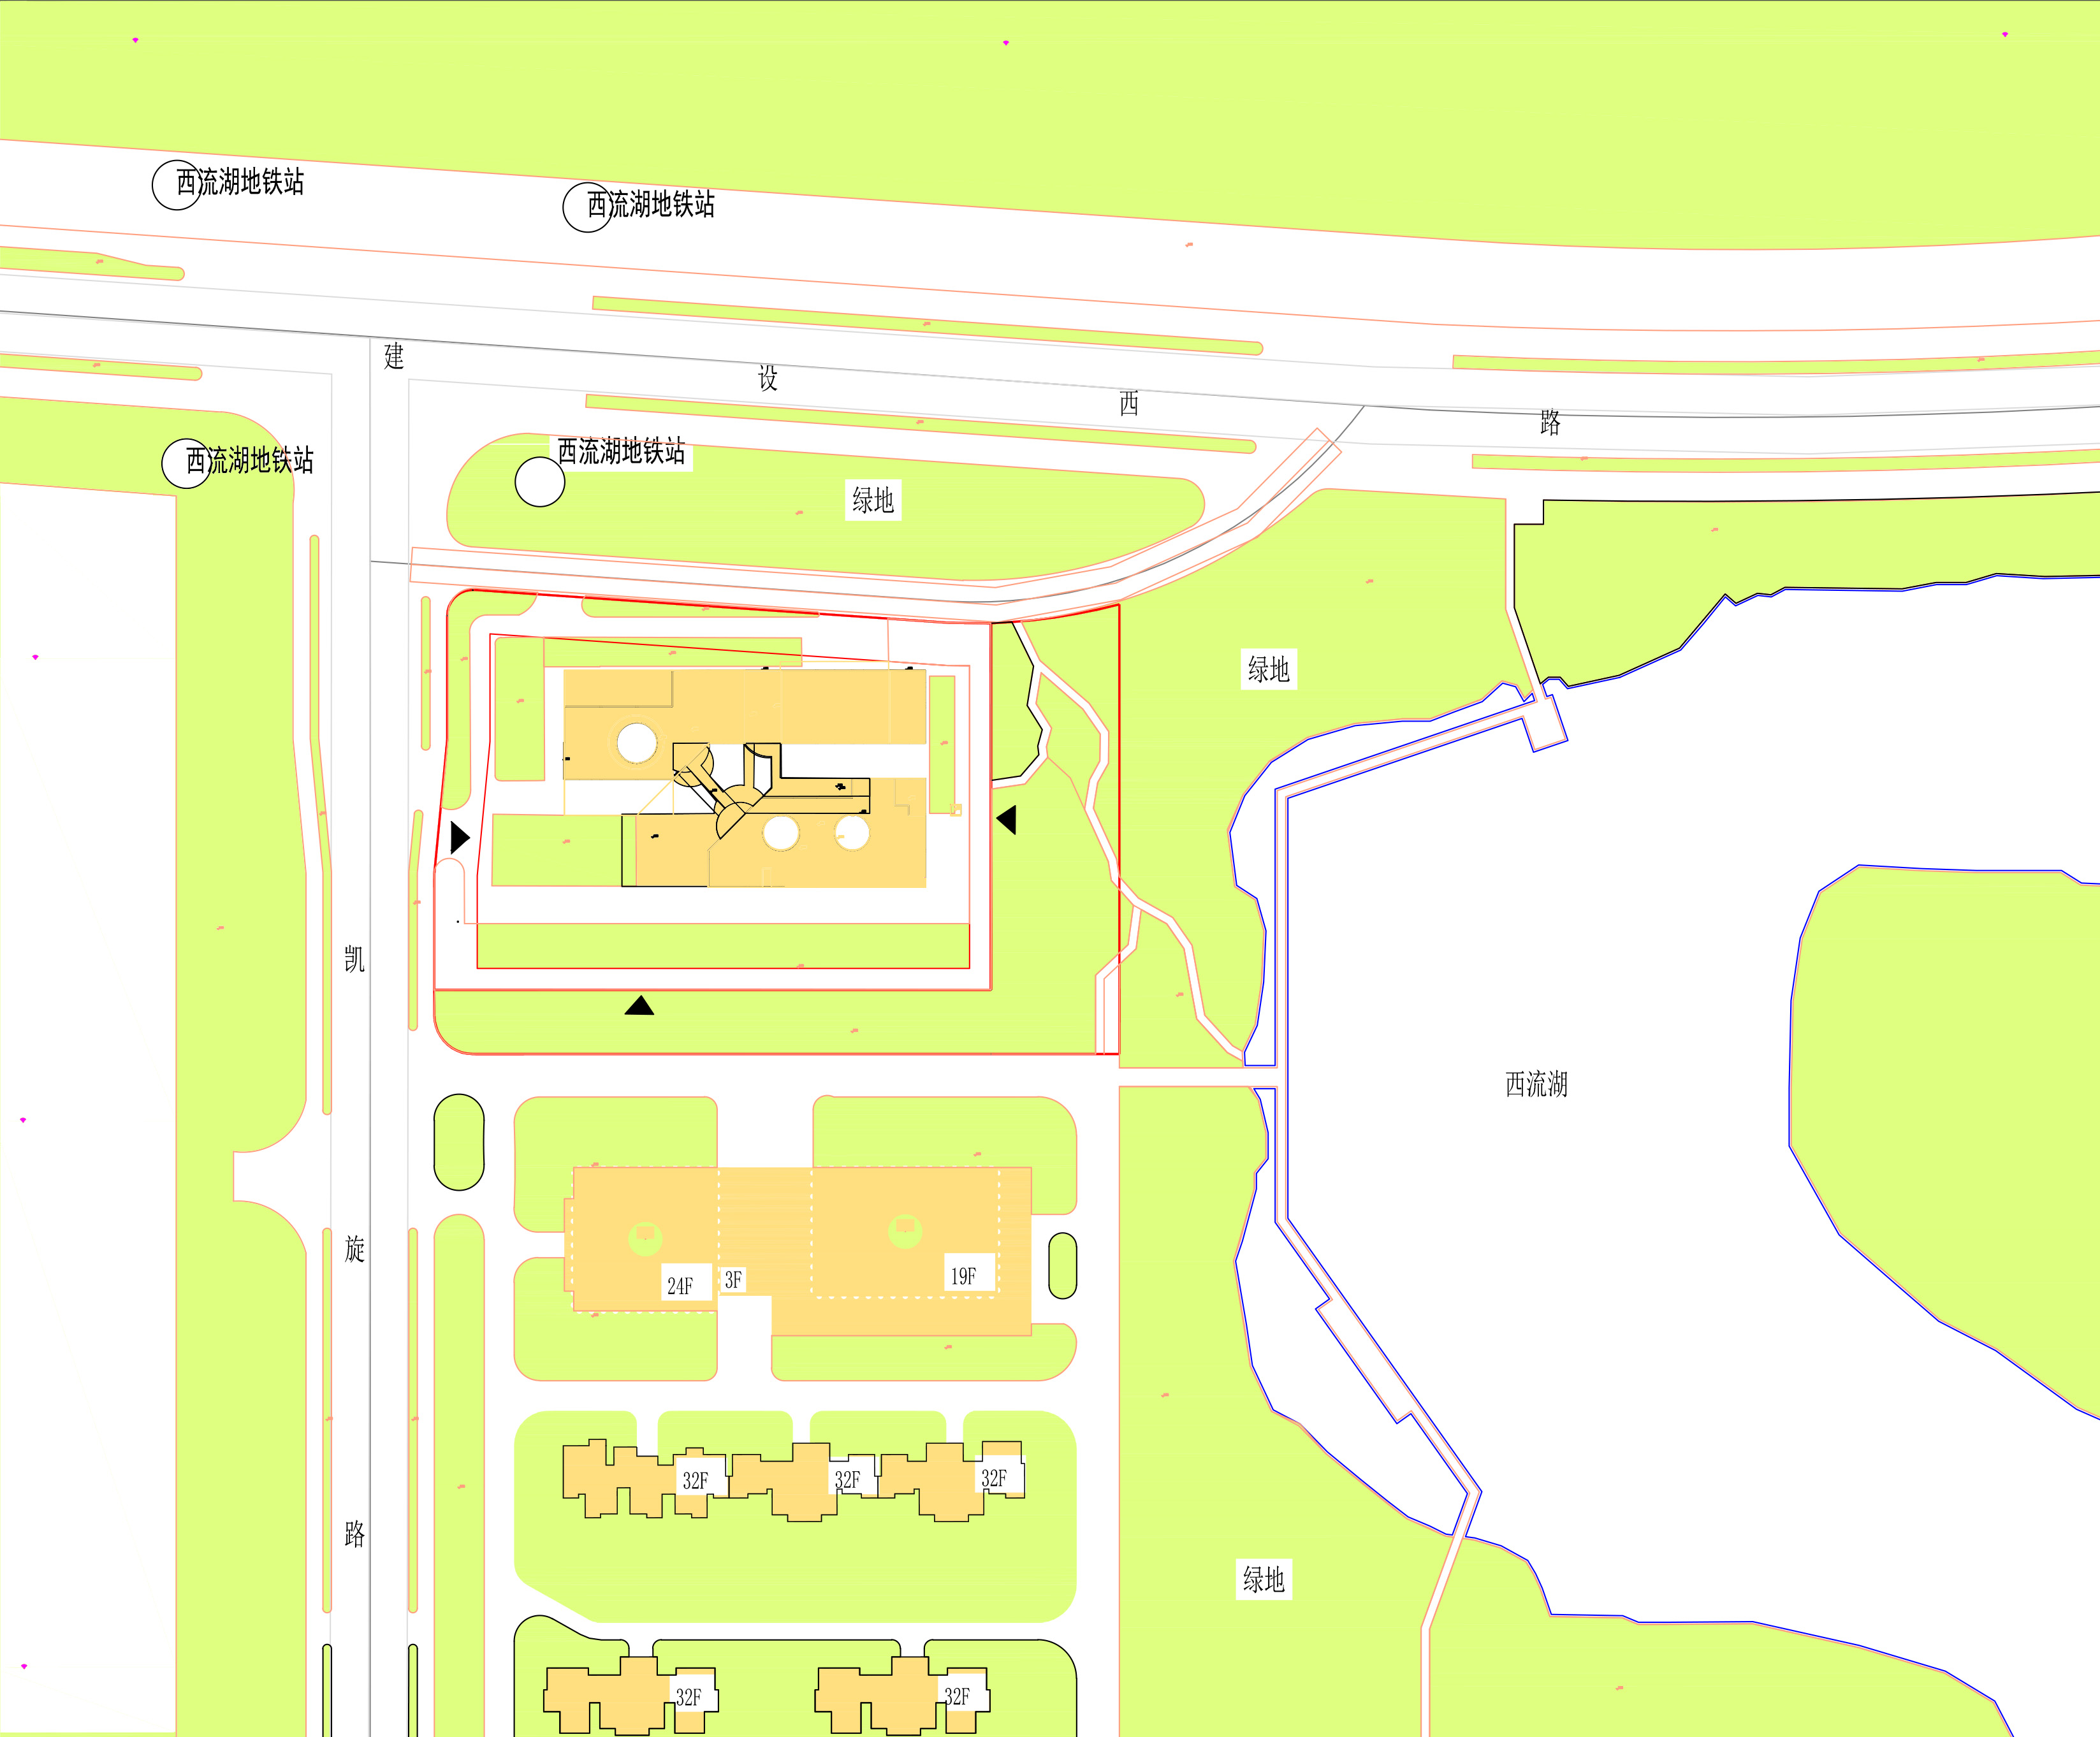 西流湖地铁站
西流湖地铁站
建
设
西
路
西流湖地铁站
西流湖地铁站
绿地
绿地
凯
旋
路
西流湖
24F
3F
19F
32F
32F
32F
绿地
32F
32F